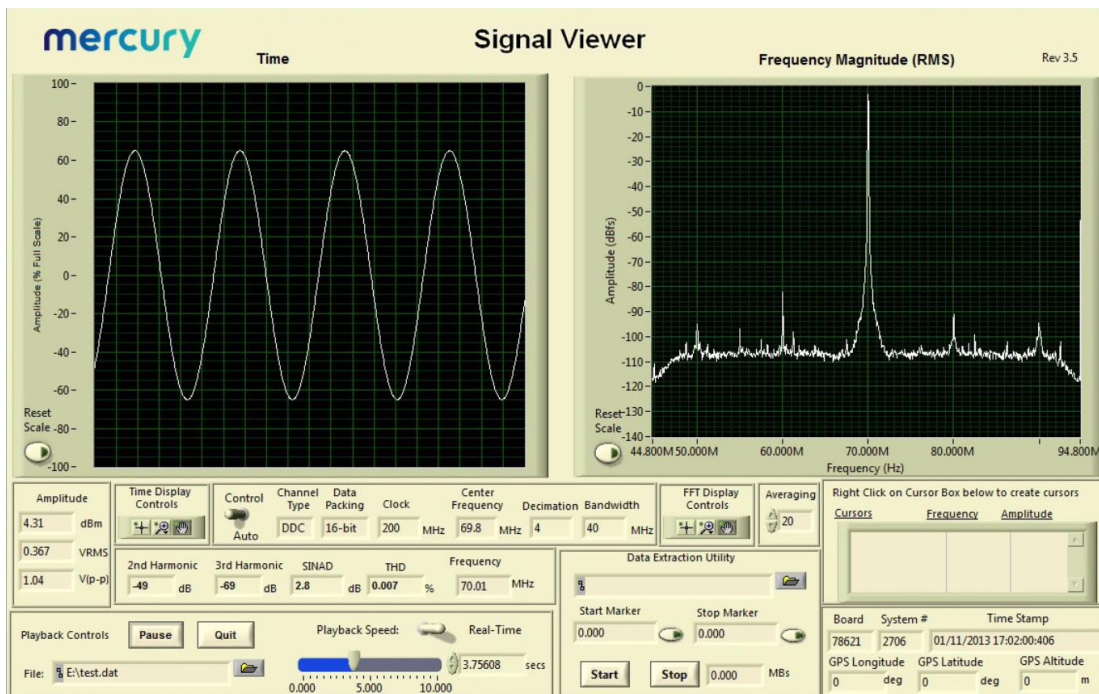 mercury
Signal Viewer
Time
Frequency Magnitude (RMS)
Rev 3.5
Amplitude (% Full Scale)
100
80
60
40
20
0
-20
-40
-60
-80
-100
Reset
Scale
Amplitude (dBfs)
0
-10
-20
-30
-40
-50
-60
-70
-80
-90
-100
-110
-120
-130
-140
Reset
Scale
44.800M 50.000M 60.000M 70.000M 80.000M 94.800M
Frequency (Hz)
Amplitude
4.31 dBm
0.367 VRMS
1.04 V(p-p)
Time Display
Controls
Control
Auto
Channel Type
DDC
Data Packing
16-bit
Clock
200 MHz
Center Frequency
69.8 MHz
Decimation
4
Bandwidth
40 MHz
FFT Display
Controls
Averaging
20
2nd Harmonic
-49 dB
3rd Harmonic
-69 dB
SINAD
2.8 dB
THD
0.007 %
Frequency
70.01 MHz
Right Click on Cursor Box below to create cursors
Cursors Frequency Amplitude
Data Extraction Utility
Start Marker
0.000
Stop Marker
0.000
Start
Stop
0.000 MBs
Playback Controls
Pause
Quit
Playback Speed:
Real-Time
File: E:\test.dat
0.000 5.000 10.000
3.75608 secs
Board System # Time Stamp
78621 2706 01/11/2013 17:02:00:406
GPS Longitude GPS Latitude GPS Altitude
0 deg 0 deg 0 m